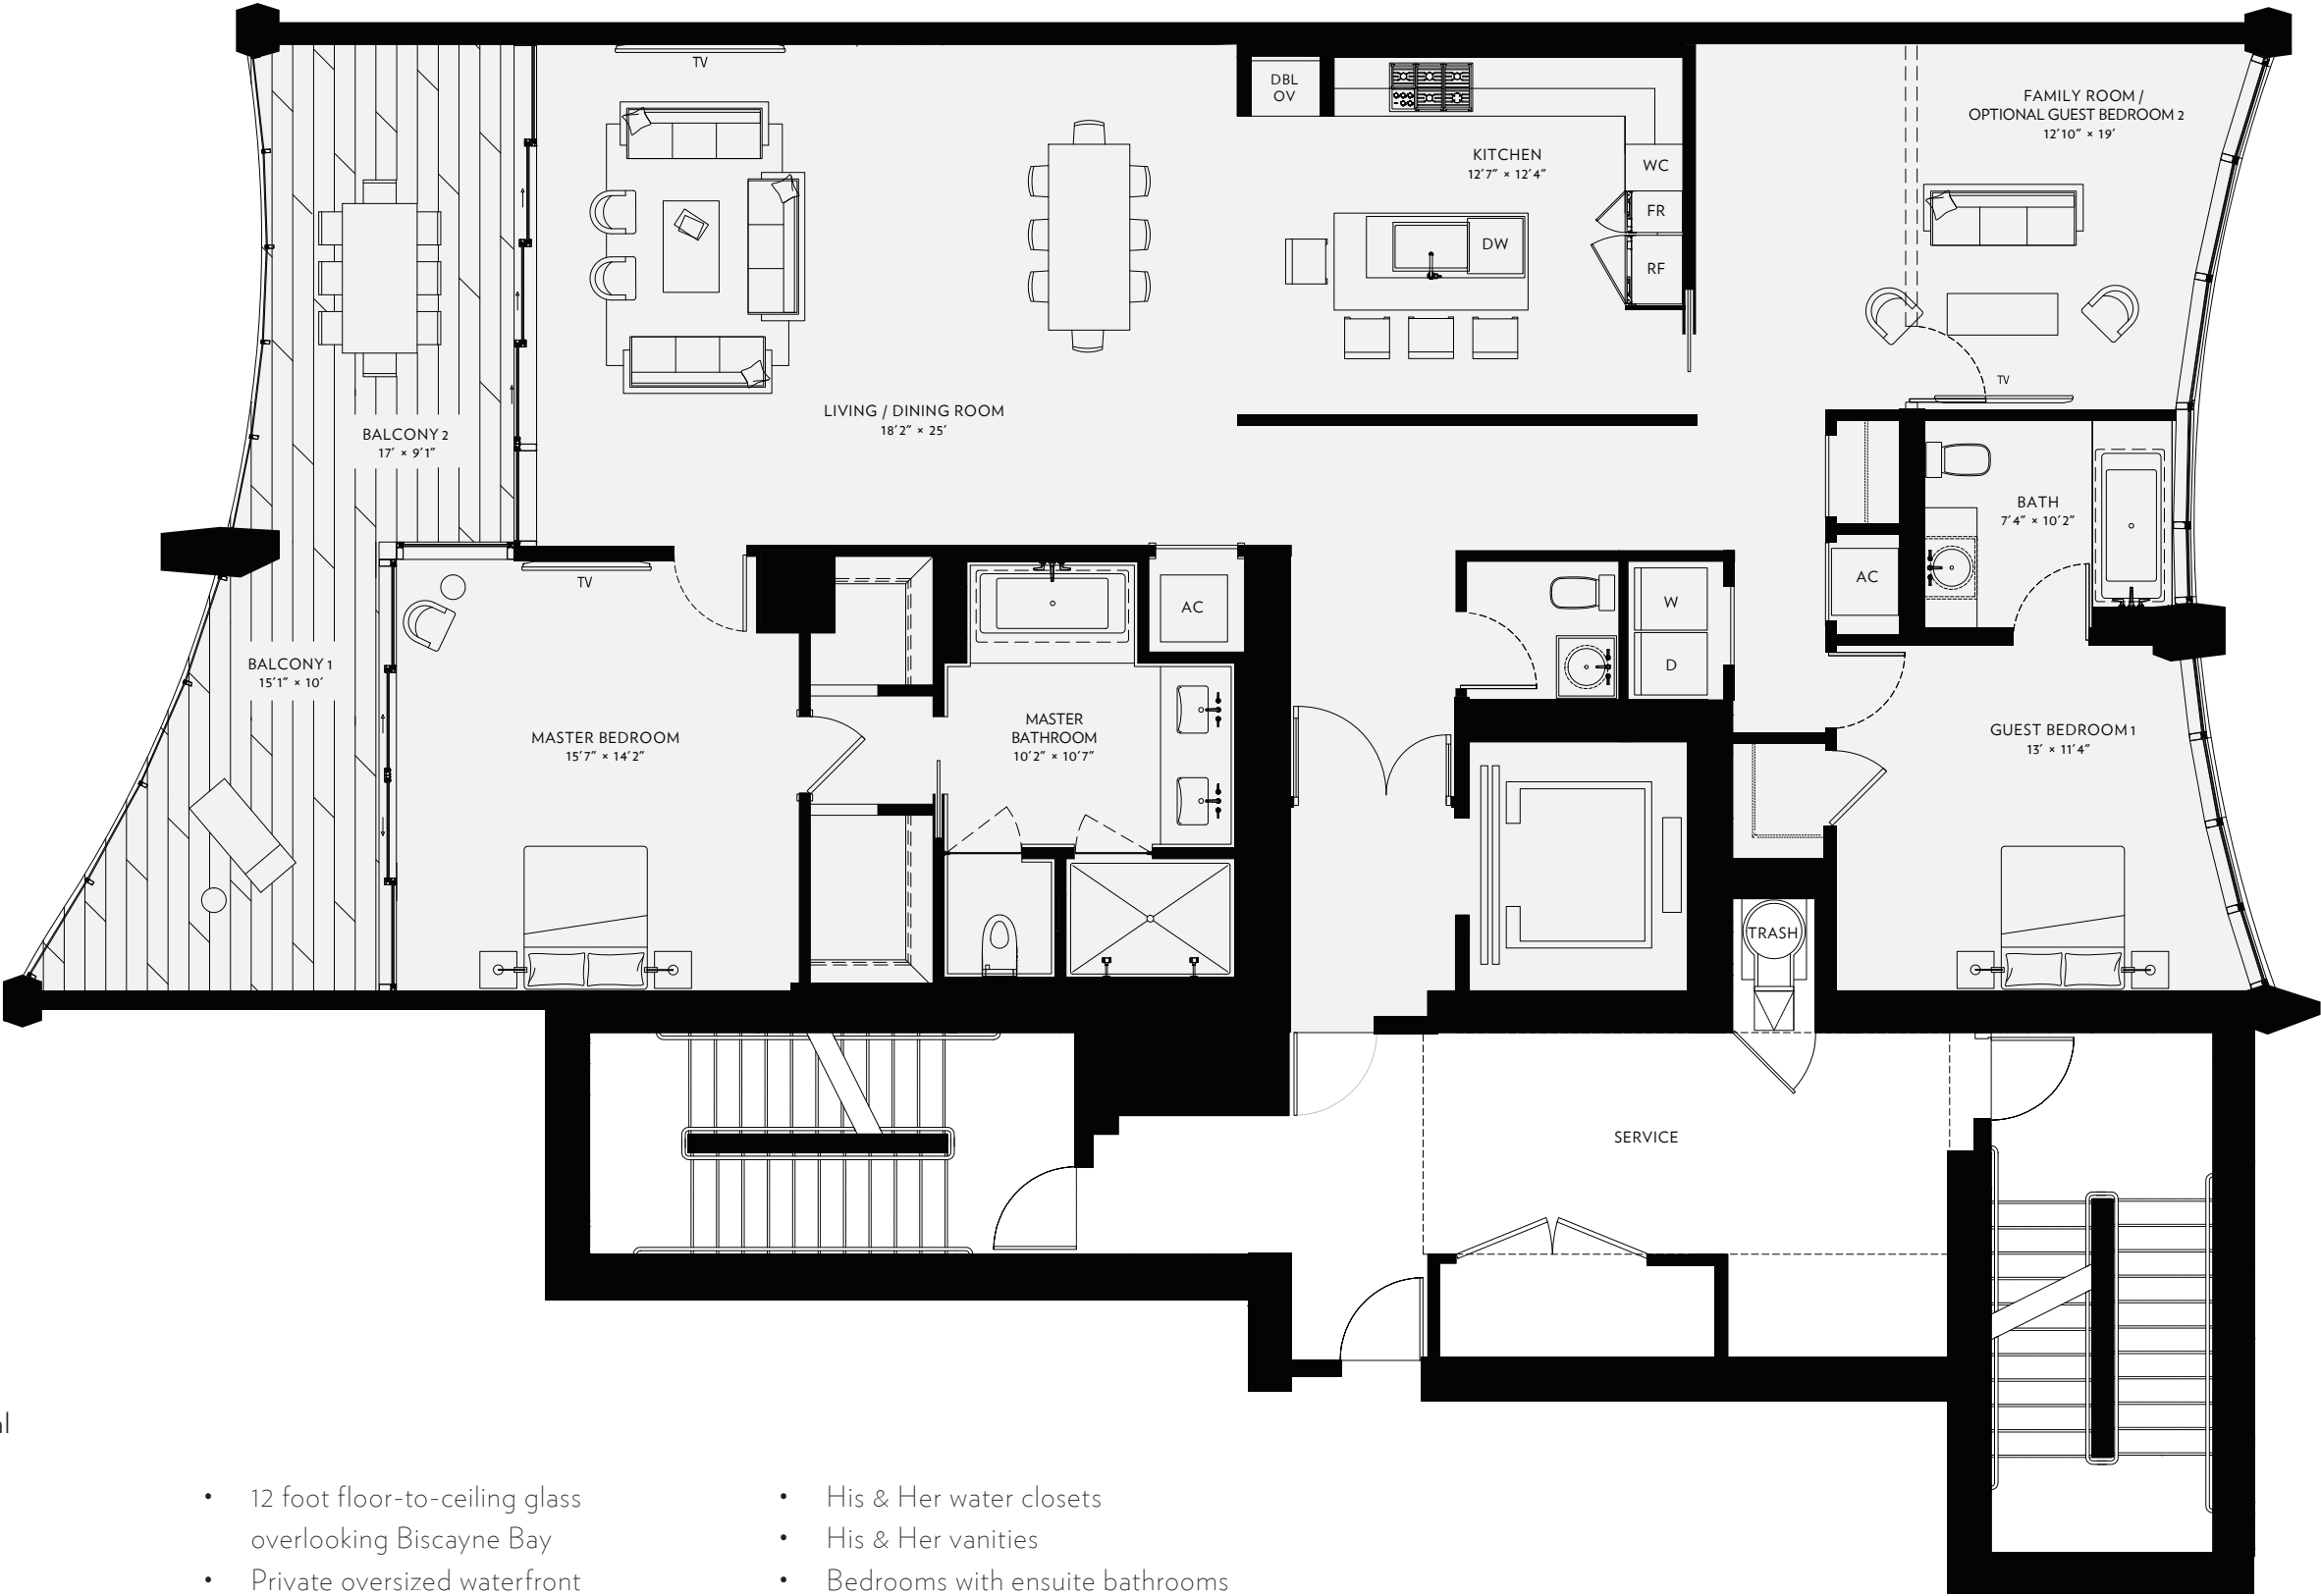 TV
DBL
OV
FAMILY ROOM /
OPTIONAL GUEST BEDROOM 2
12'10" × 19'
KITCHEN
12'7" × 12'4"
WC
FR
DW
RF
TV
LIVING / DINING ROOM
18'2" × 25'
BALCONY 2
17' × 9'1"
BATH
7'4" × 10'2"
TV
AC
AC
W
D
BALCONY 1
15'1" × 10'
MASTER BEDROOM
15'7" × 14'2"
MASTER
BATHROOM
10'2" × 10'7"
GUEST BEDROOM 1
13' × 11'4"
TRASH
SERVICE
• 12 foot floor-to-ceiling glass
overlooking Biscayne Bay
• Private oversized waterfront
• His & Her water closets
• His & Her vanities
• Bedrooms with ensuite bathrooms